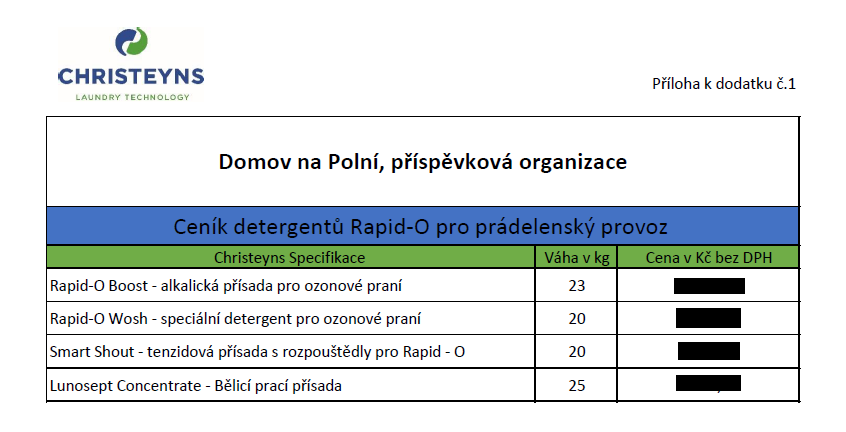 CHRISTEYNS
LAUNDRY TECHNOLOGY
Příloha k dodatku č.1
Domov na Polní, příspěvková organizace
Ceník detergentů Rapid-O pro prádelenský provoz
Christeyns Specifikace Váha v kg Cena v Kč bez DPH
Rapid-O Boost - alkalická přísada pro ozonové praní 23
Rapid-O Wosh - speciální detergent pro ozonové praní 20
Smart Shout - tenzidová přísada s rozpouštědly pro Rapid - O 20
Lunosept Concentrate - Bělicí prací přísada 25